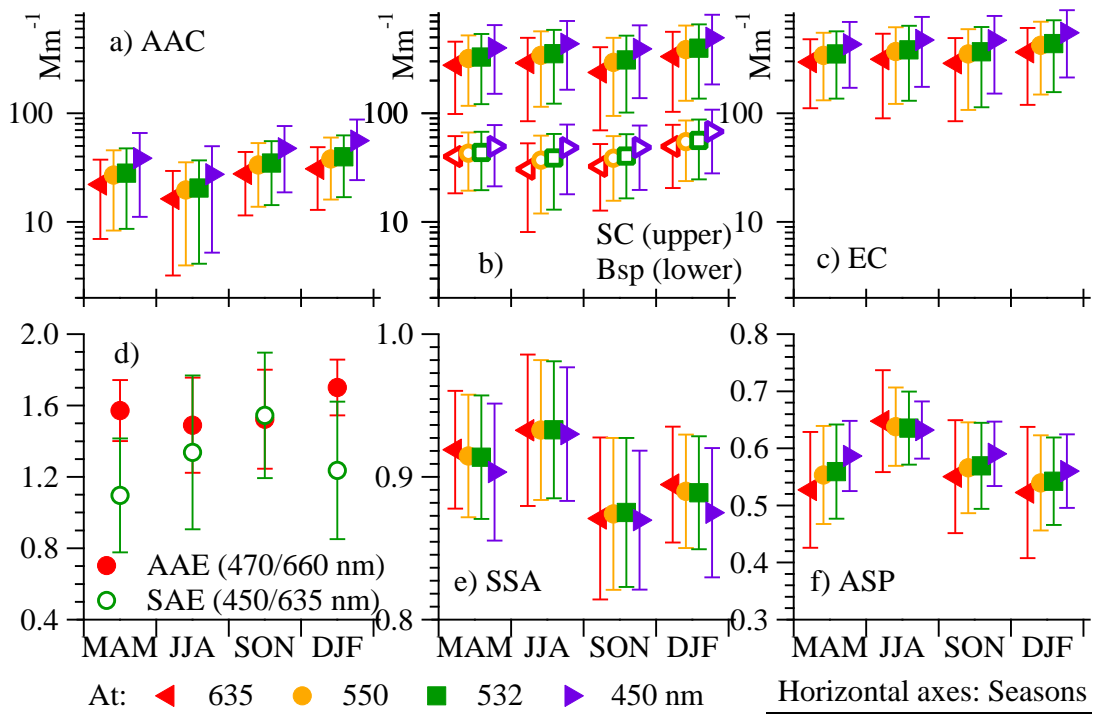 Mm⁻¹
a) AAC
100
10
Mm⁻¹
100
10
b)
SC (upper)
Bsp (lower)
Mm⁻¹
100
10
c) EC
2.0
1.6
1.2
0.8
0.4
d)
AAE (470/660 nm)
SAE (450/635 nm)
MAM JJA SON DJF
1.0
0.9
0.8
e) SSA
MAM JJA SON DJF
0.8
0.7
0.6
0.5
0.4
0.3
f) ASP
MAM JJA SON DJF
At: 635 550 532 450 nm
Horizontal axes: Seasons